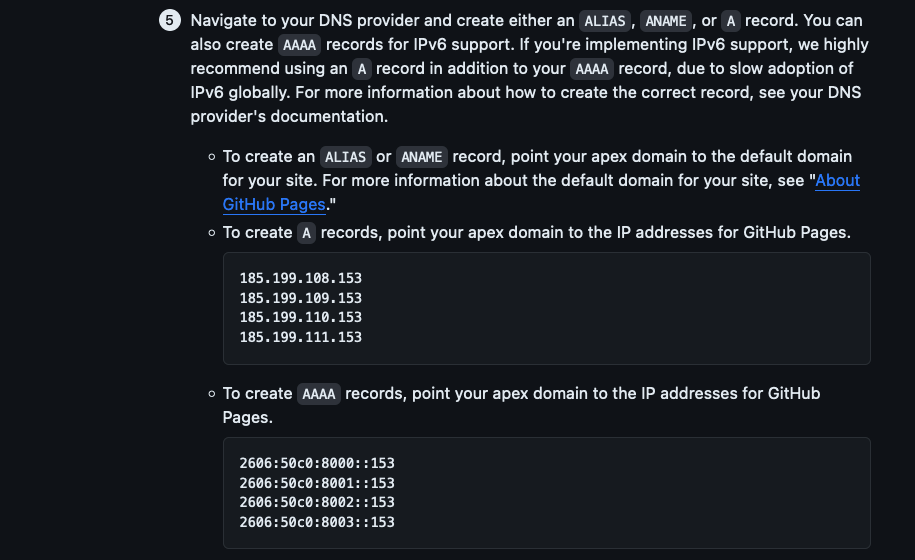 5 Navigate to your DNS provider and create either an ALIAS, ANAME, or A record. You can
also create AAAA records for IPv6 support. If you're implementing IPv6 support, we highly
recommend using an A record in addition to your AAAA record, due to slow adoption of
IPv6 globally. For more information about how to create the correct record, see your DNS
provider's documentation.
To create an ALIAS or ANAME record, point your apex domain to the default domain
for your site. For more information about the default domain for your site, see "About
GitHub Pages."
To create A records, point your apex domain to the IP addresses for GitHub Pages.
185.199.108.153
185.199.109.153
185.199.110.153
185.199.111.153
To create AAAA records, point your apex domain to the IP addresses for GitHub
Pages.
2606:50c0:8000::153
2606:50c0:8001::153
2606:50c0:8002::153
2606:50c0:8003::153